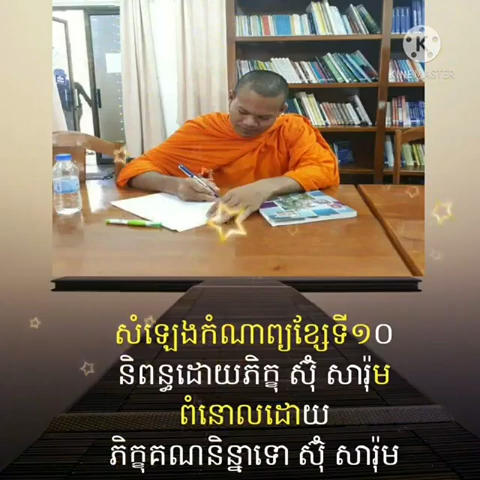 KINEMASTER
សំឡេងកំណាព្យខ្សែទី១០
និពន្ធដោយភិក្ខុ ស៊ុំ សារ៉ុម
ពំនោលដោយ
ភិក្ខុគណនិន្នាទោ ស៊ុំ សារ៉ុម